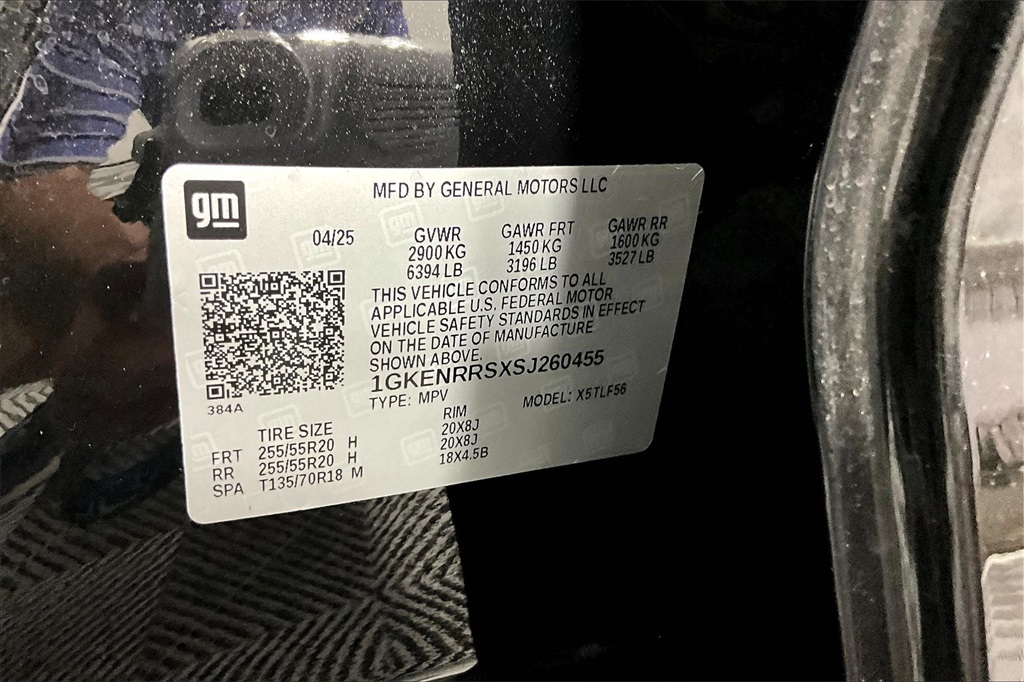 gm
MFD BY GENERAL MOTORS LLC
04/25 GVWR GAWR FRT GAWR RR
2900 KG 1450 KG 1600 KG
6394 LB 3196 LB 3527 LB
THIS VEHICLE CONFORMS TO ALL
APPLICABLE U.S. FEDERAL MOTOR
VEHICLE SAFETY STANDARDS IN EFFECT
ON THE DATE OF MANUFACTURE
SHOWN ABOVE.
1GKENRRSXSJ260455
TYPE: MPV MODEL: X5TLF56
384A
TIRE SIZE RIM
FRT 255/55R20 H 20X8J
RR 255/55R20 H 20X8J
SPA T135/70R18 M 18X4.5B